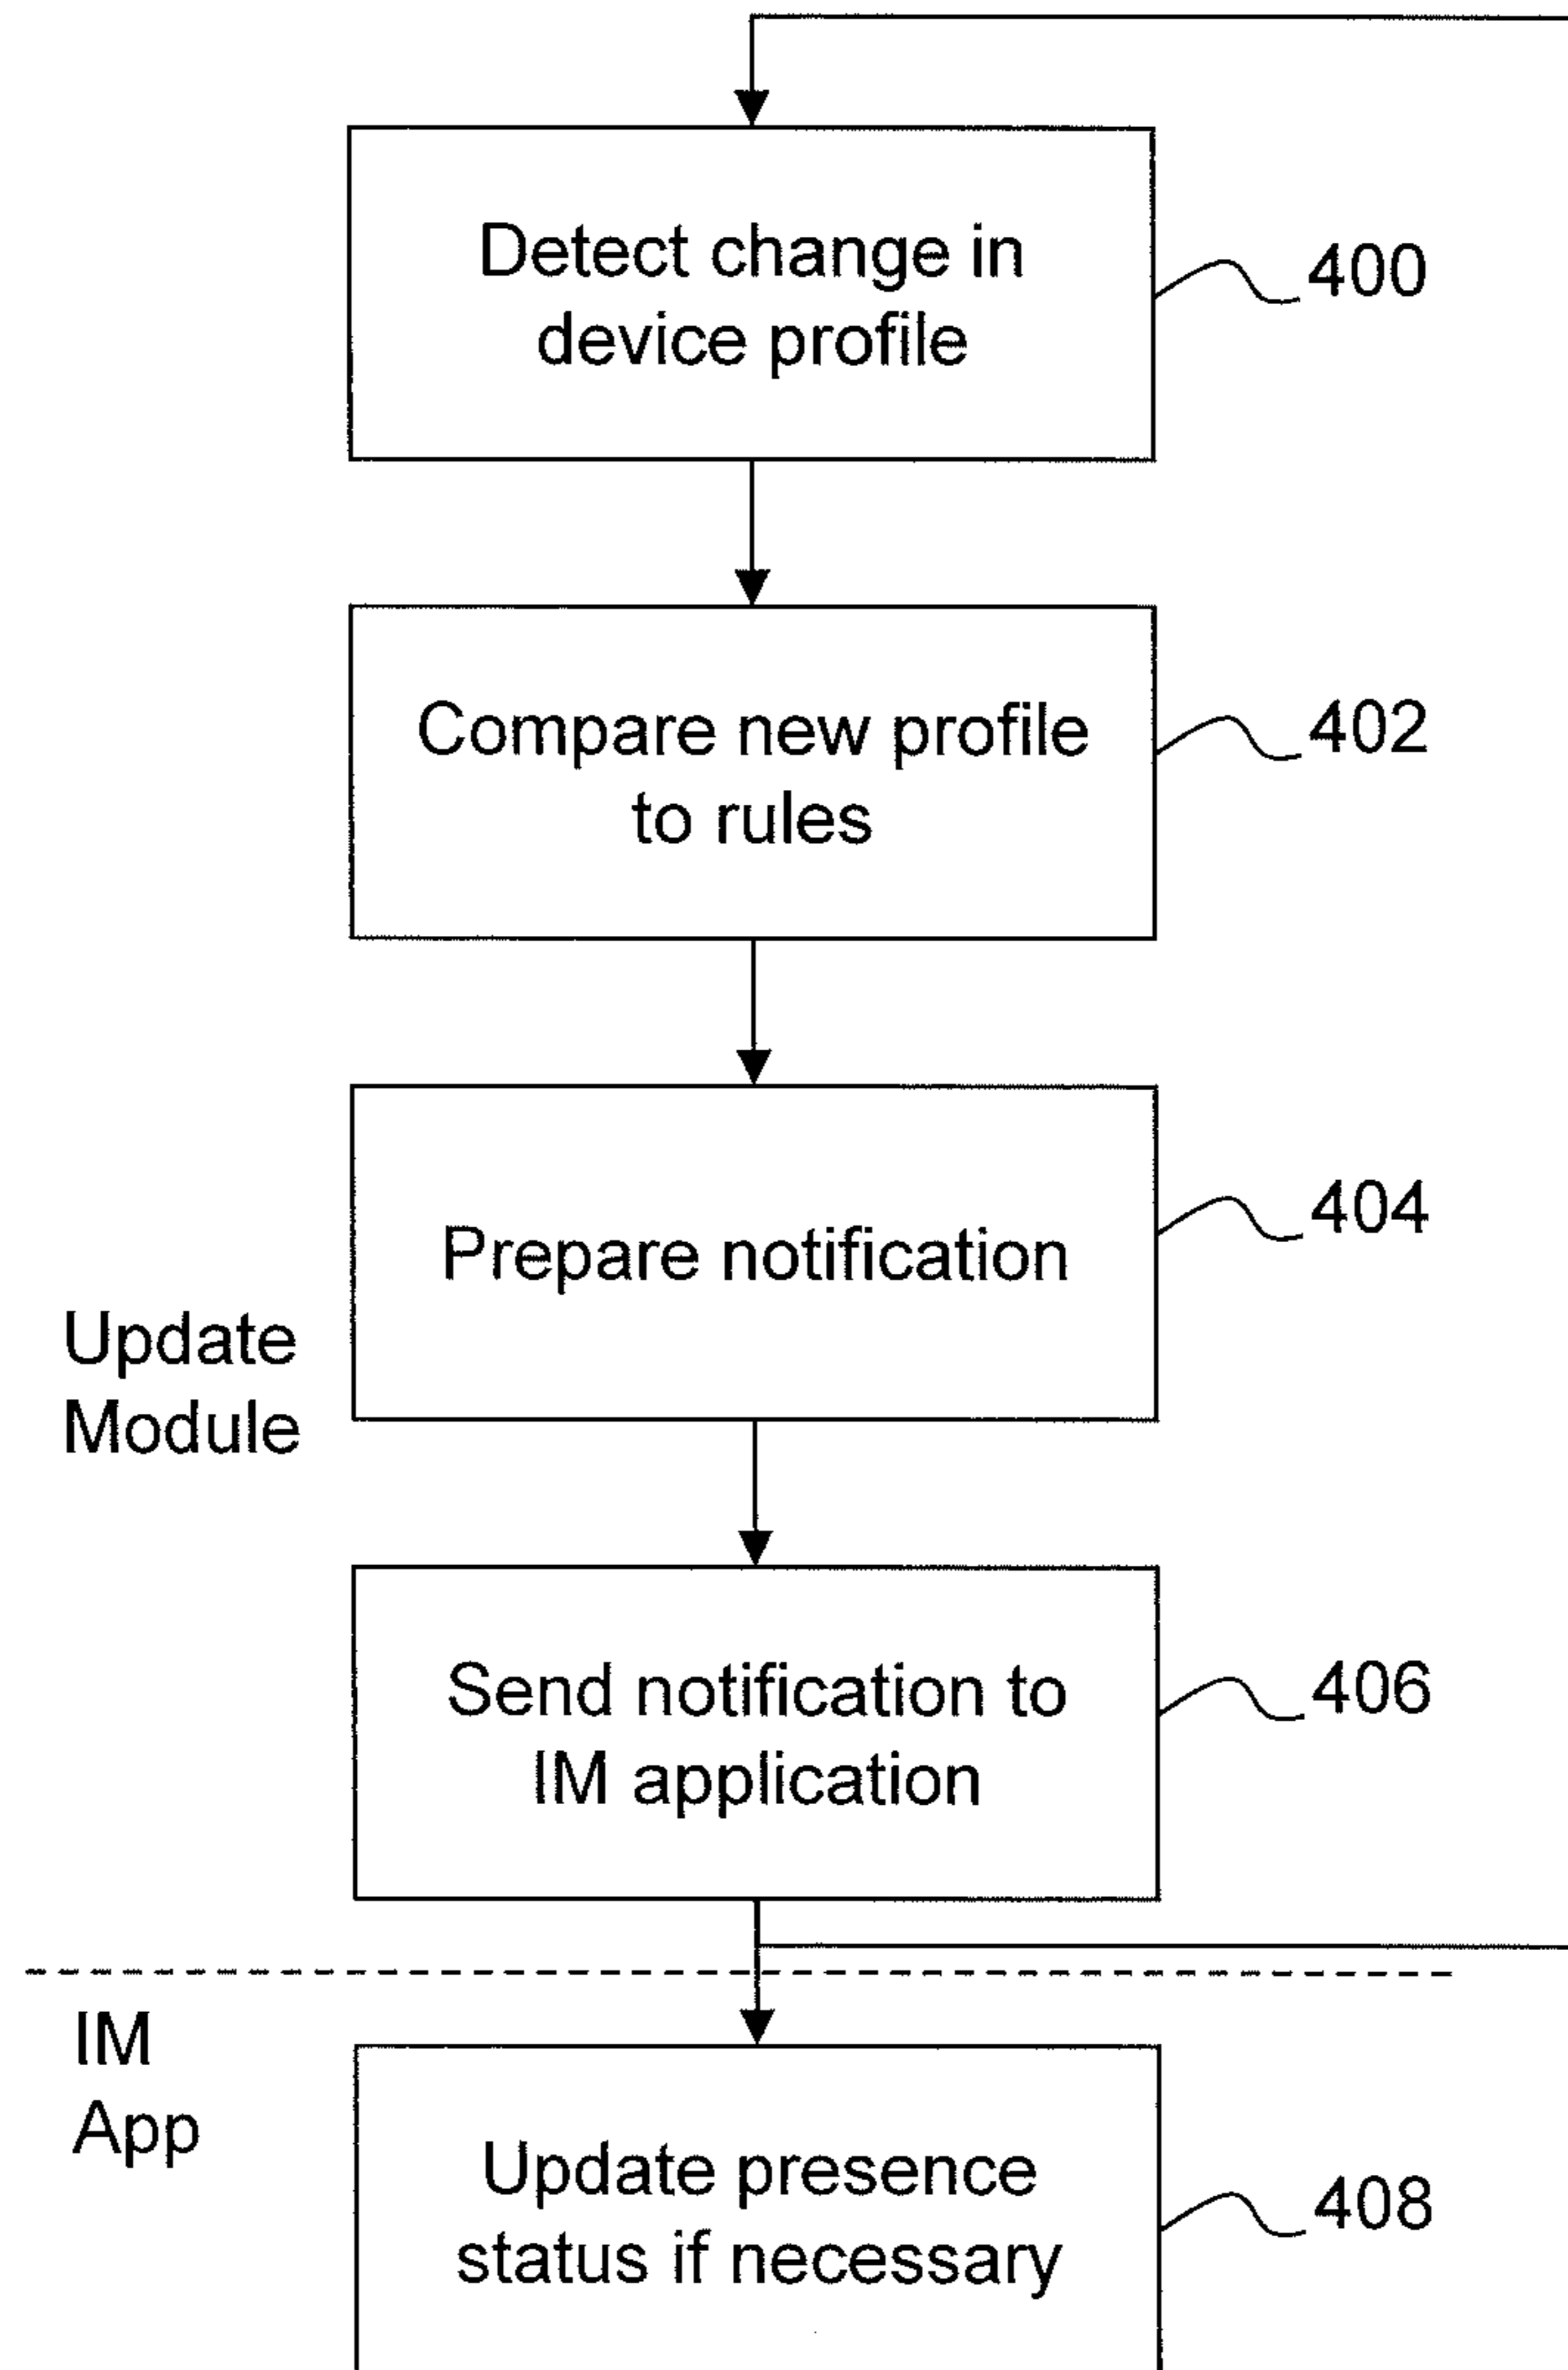 Detect change in
device profile
400
Compare new profile
to rules
402
Prepare notification
404
Update
Module
Send notification to
IM application
406
IM
App
Update presence
status if necessary
408